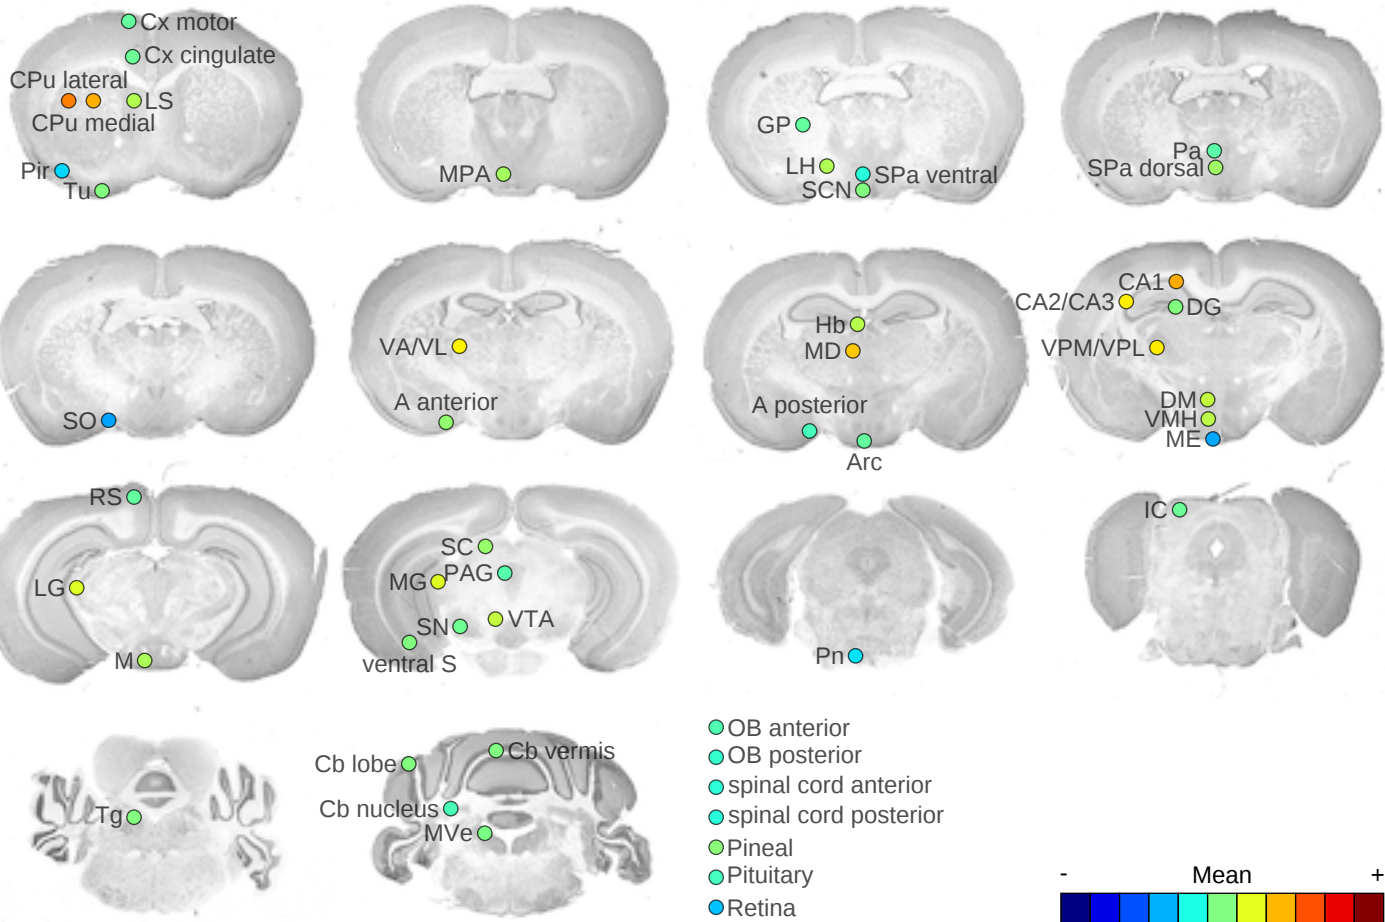 Cx motor
Cx cingulate
CPu lateral
LS
CPu medial
Pir
Tu
MPA
GP
LH
SPa ventral
SCN
Pa
SPa dorsal
SO
VA/VL
A anterior
Hb
MD
A posterior
Arc
CA1
CA2/CA3
DG
VPM/VPL
DM
VMH
ME
RS
LG
M
SC
MG
PAG
SN
VTA
ventral S
Pn
IC
Tg
Cb lobe
Cb vermis
Cb nucleus
MVe
OB anterior
OB posterior
spinal cord anterior
spinal cord posterior
Pineal
Pituitary
Retina
- Mean +